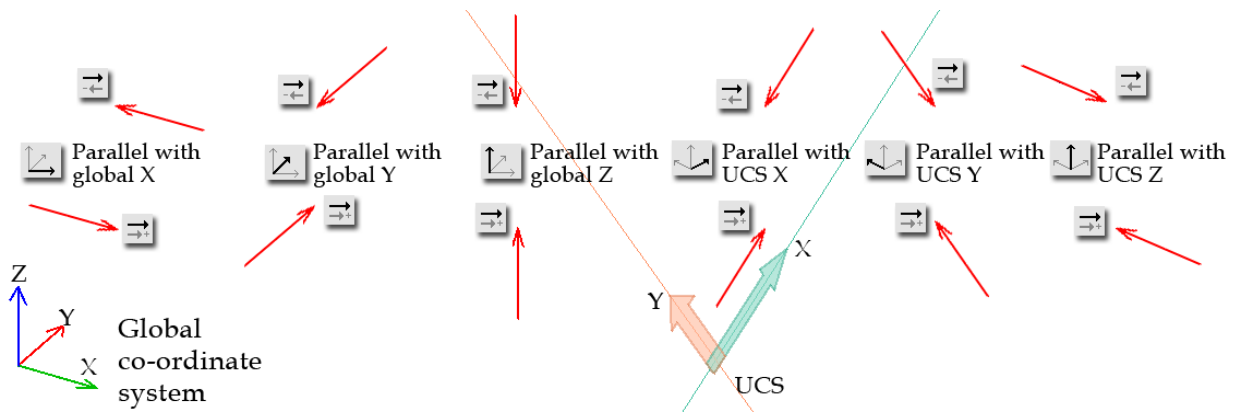 Parallel with
global X
Parallel with
global Y
Parallel with
global Z
Parallel with
UCS X
Parallel with
UCS Y
Parallel with
UCS Z
Z
Y
X
Global
co-ordinate
system
X
Y
UCS